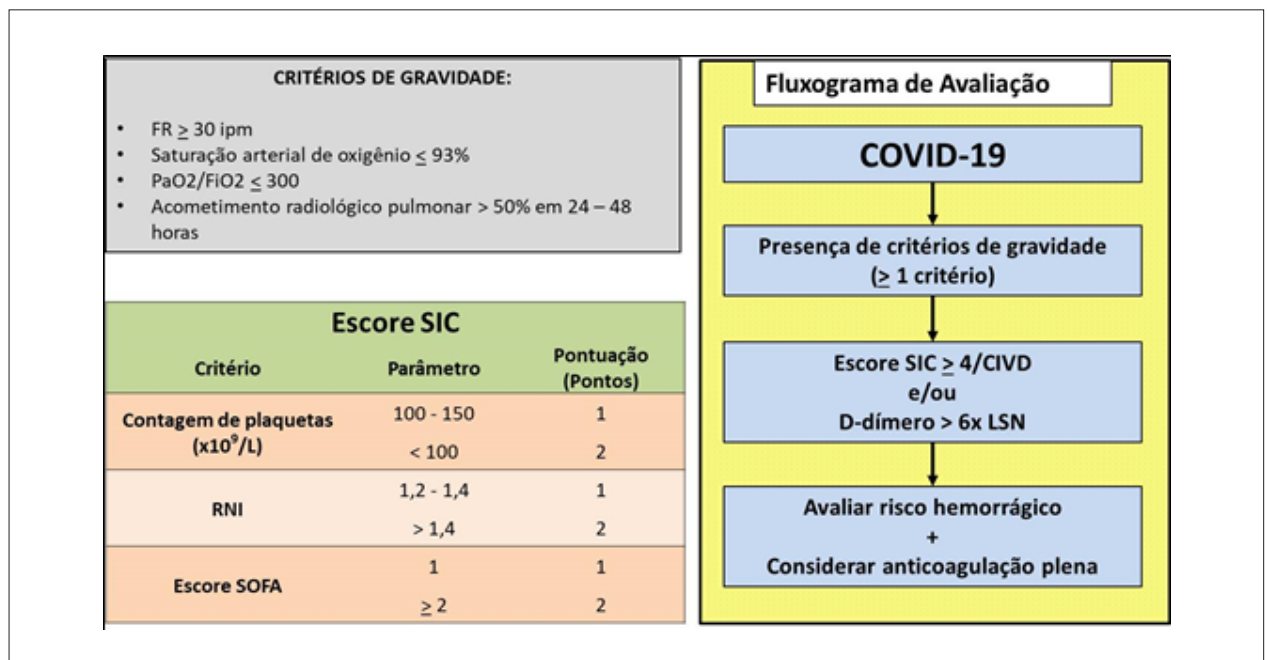 CRITÉRIOS DE GRAVIDADE:
• FR ≥ 30 ipm
• Saturação arterial de oxigênio ≤ 93%
• PaO2/FiO2 ≤ 300
• Acometimento radiológico pulmonar > 50% em 24 – 48
horas
Escore SIC
Critério Parâmetro Pontuação
(Pontos)
Contagem de plaquetas
(x10⁹/L)
100 - 150 1
< 100 2
RNI
1,2 - 1,4 1
> 1,4 2
Escore SOFA
1 1
≥ 2 2
Fluxograma de Avaliação
COVID-19
Presença de critérios de gravidade
(≥ 1 critério)
Escore SIC ≥ 4/CIVD
e/ou
D-dímero > 6x LSN
Avaliar risco hemorrágico
+
Considerar anticoagulação plena